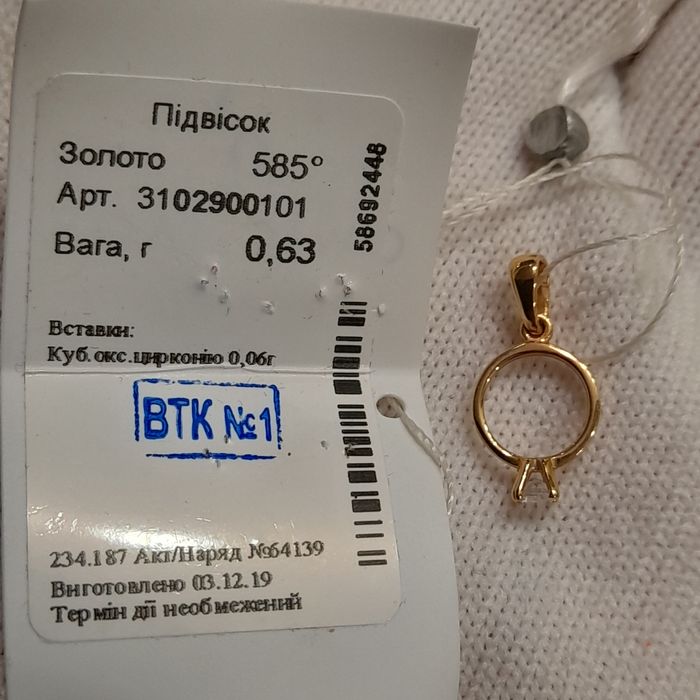 Підвісок
Золото 585°
Арт. 3102900101
Вага, г 0,63
58692448
Вставки:
Куб.окс.цирконію 0,06г
ВТК №1
234.187 Акт/Наряд №64139
Виготовлено 03.12.19
Термін дії необмежений